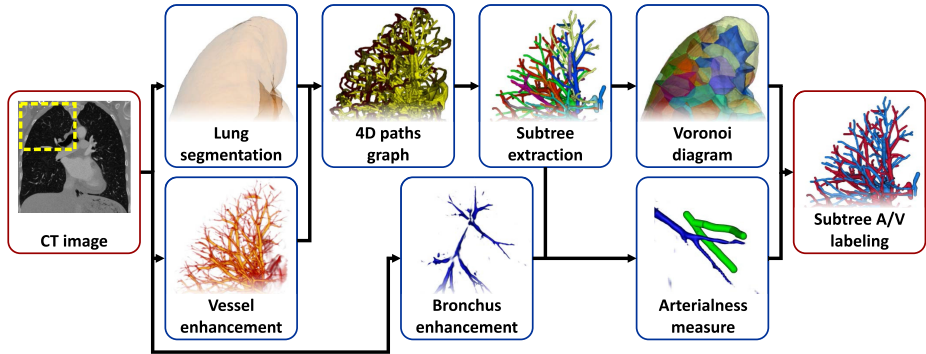 CT image
Lung
segmentation
Vessel
enhancement
4D paths
graph
Subtree
extraction
Bronchus
enhancement
Voronoi
diagram
Arterialness
measure
Subtree A/V
labeling